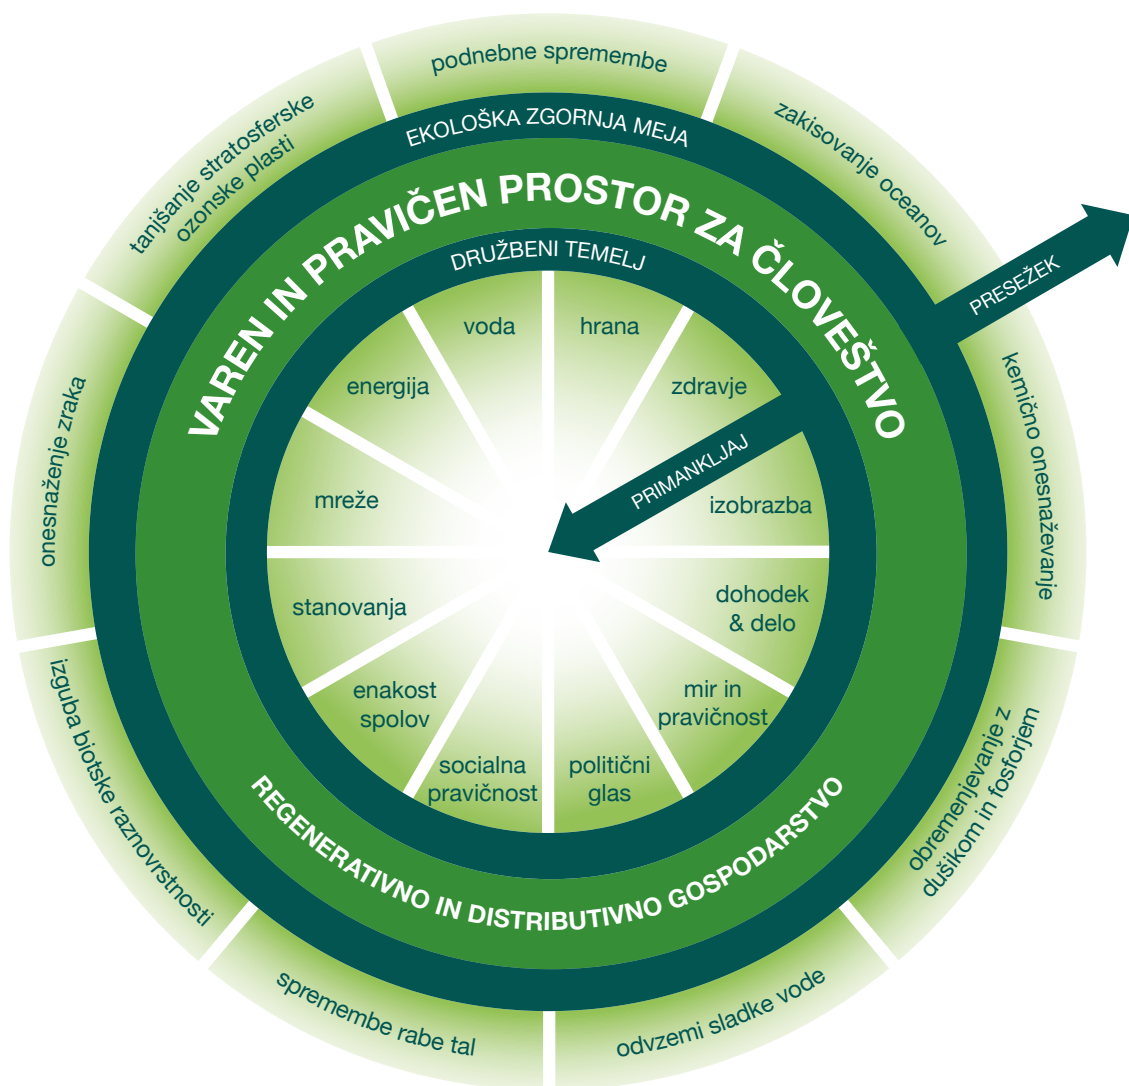 podnebne spremembe
zakisovanje oceanov
kemično onesnaževanje
obremenjevanje z
dušikom in fosforjem
odvzemi sladke vode
spremembe rabe tal
izguba biotske raznovrstnosti
onesnaženje zraka
tanjšanje stratosferske
ozonske plasti
EKOLOŠKA ZGORNJA MEJA
VAREN IN PRAVIČEN PROSTOR ZA ČLOVEŠTVO
DRUŽBENI TEMELJ
PRESEŽEK
PRIMANKLJAJ
voda
hrana
zdravje
izobrazba
dohodek
& delo
mir in
pravičnost
politični
glas
socialna
pravičnost
enakost
spolov
stanovanja
mreže
energija
REGENERATIVNO IN DISTRIBUTIVNO GOSPODARSTVO